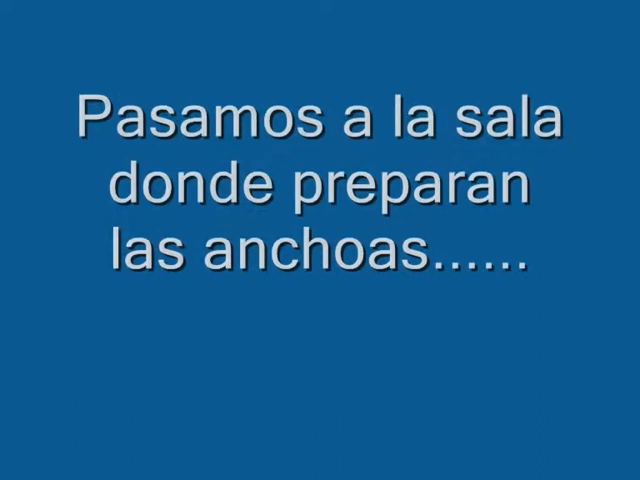 Pasamos a la sala
donde preparan
las anchoas......